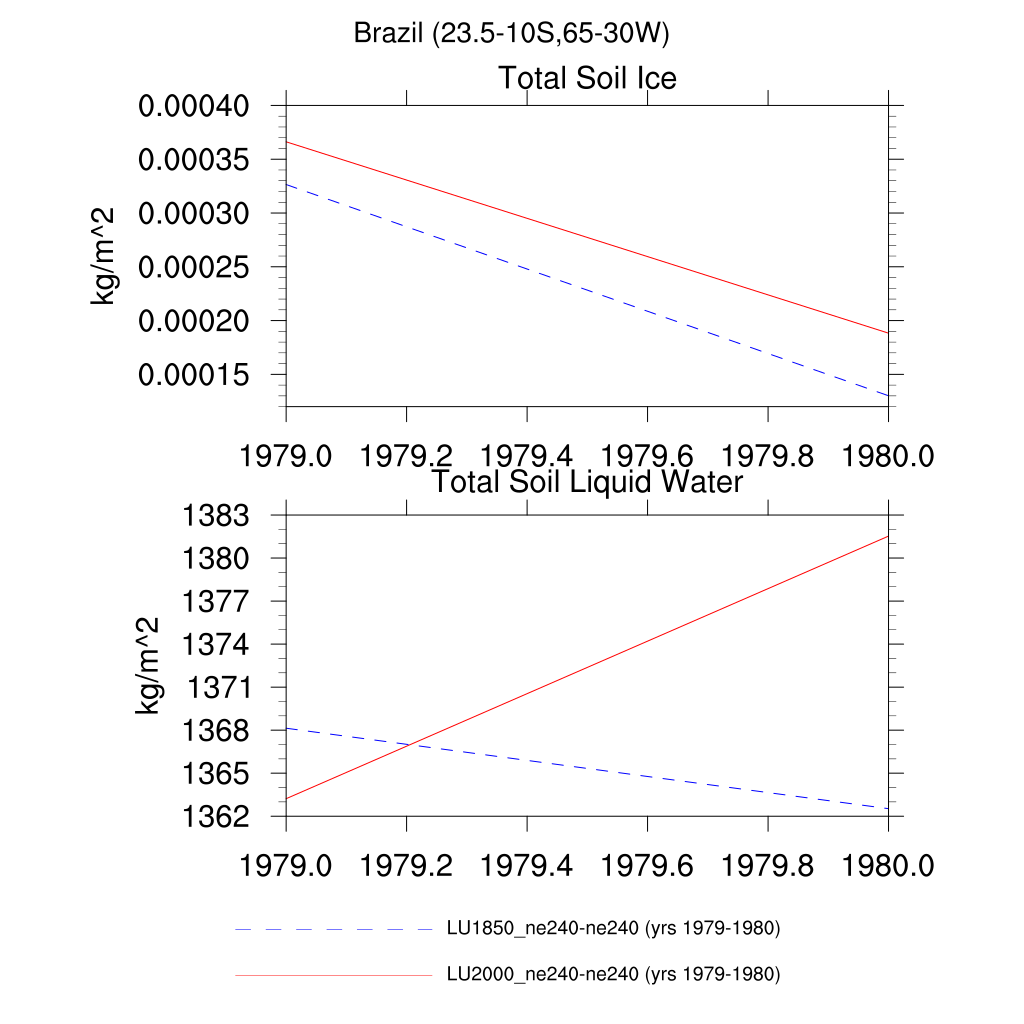 Brazil (23.5-10S,65-30W)
Total Soil Ice
0.00040
0.00035
0.00030
0.00025
0.00020
0.00015
kg/m^2
1979.0 1979.2 1979.4 1979.6 1979.8 1980.0
Total Soil Liquid Water
1383
1380
1377
1374
1371
1368
1365
1362
kg/m^2
1979.0 1979.2 1979.4 1979.6 1979.8 1980.0
LU1850_ne240-ne240 (yrs 1979-1980)
LU2000_ne240-ne240 (yrs 1979-1980)